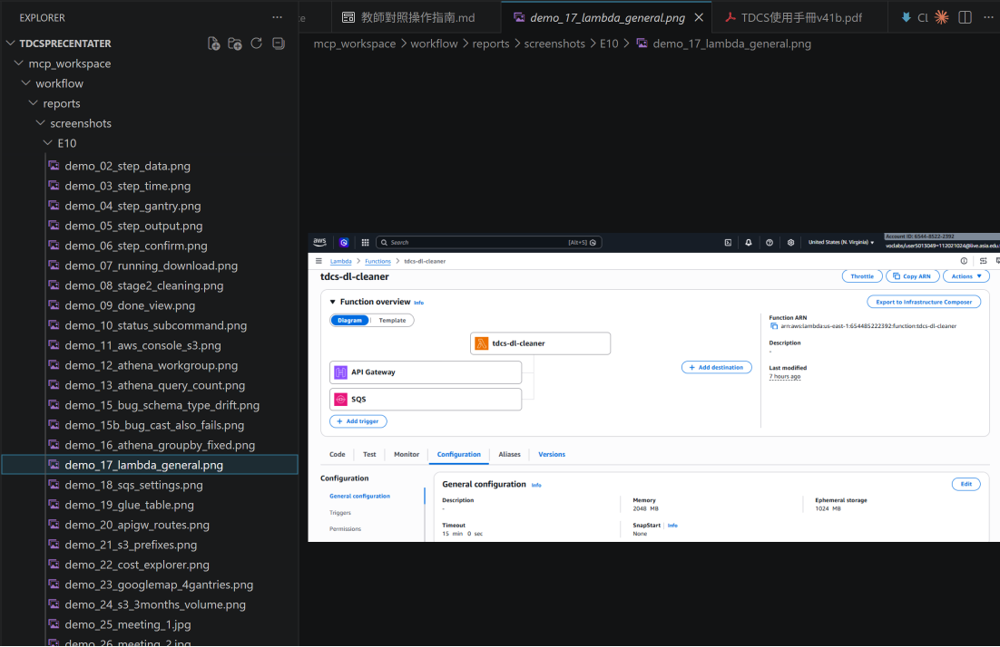 EXPLORER
TDCSPRECENTATER
mcp_workspace
workflow
reports
screenshots
E10
demo_02_step_data.png
demo_03_step_time.png
demo_04_step_gantry.png
demo_05_step_output.png
demo_06_step_confirm.png
demo_07_running_download.png
demo_08_stage2_cleaning.png
demo_09_done_view.png
demo_10_status_subcommand.png
demo_11_aws_console_s3.png
demo_12_athena_workgroup.png
demo_13_athena_query_count.png
demo_15_bug_schema_type_drift.png
demo_15b_bug_cast_also_fails.png
demo_16_athena_groupby_fixed.png
demo_17_lambda_general.png
demo_18_sqs_settings.png
demo_19_glue_table.png
demo_20_apigw_routes.png
demo_21_s3_prefixes.png
demo_22_cost_explorer.png
demo_23_googlemap_4gantries.png
demo_24_s3_3months_volume.png
demo_25_meeting_1.jpg
demo_26_meeting_2.jpg
教師對照操作指南.md
demo_17_lambda_general.png
TDCS使用手冊v41b.pdf
Cl
mcp_workspace > workflow > reports > screenshots > E10 > demo_17_lambda_general.png
aws
Search
[Alt+S]
United States (N. Virginia)
Account ID: 6544-8522-2392
voclabs/user5015049=112021024@live.asia.edu.
Lambda > Functions > tdcs-dl-cleaner
tdcs-dl-cleaner
Throttle
Copy ARN
Actions
Function overview Info
Export to Infrastructure Composer
Diagram
Template
tdcs-dl-cleaner
API Gateway
SQS
+ Add trigger
+ Add destination
Function ARN
arn:aws:lambda:us-east-1:654485222392:function:tdcs-dl-cleaner
Description
-
Last modified
7 hours ago
Code
Test
Monitor
Configuration
Aliases
Versions
Configuration
General configuration
Triggers
Permissions
General configuration Info
Edit
Description
-
Memory
2048 MB
Ephemeral storage
1024 MB
Timeout
15 min 0 sec
SnapStart Info
None